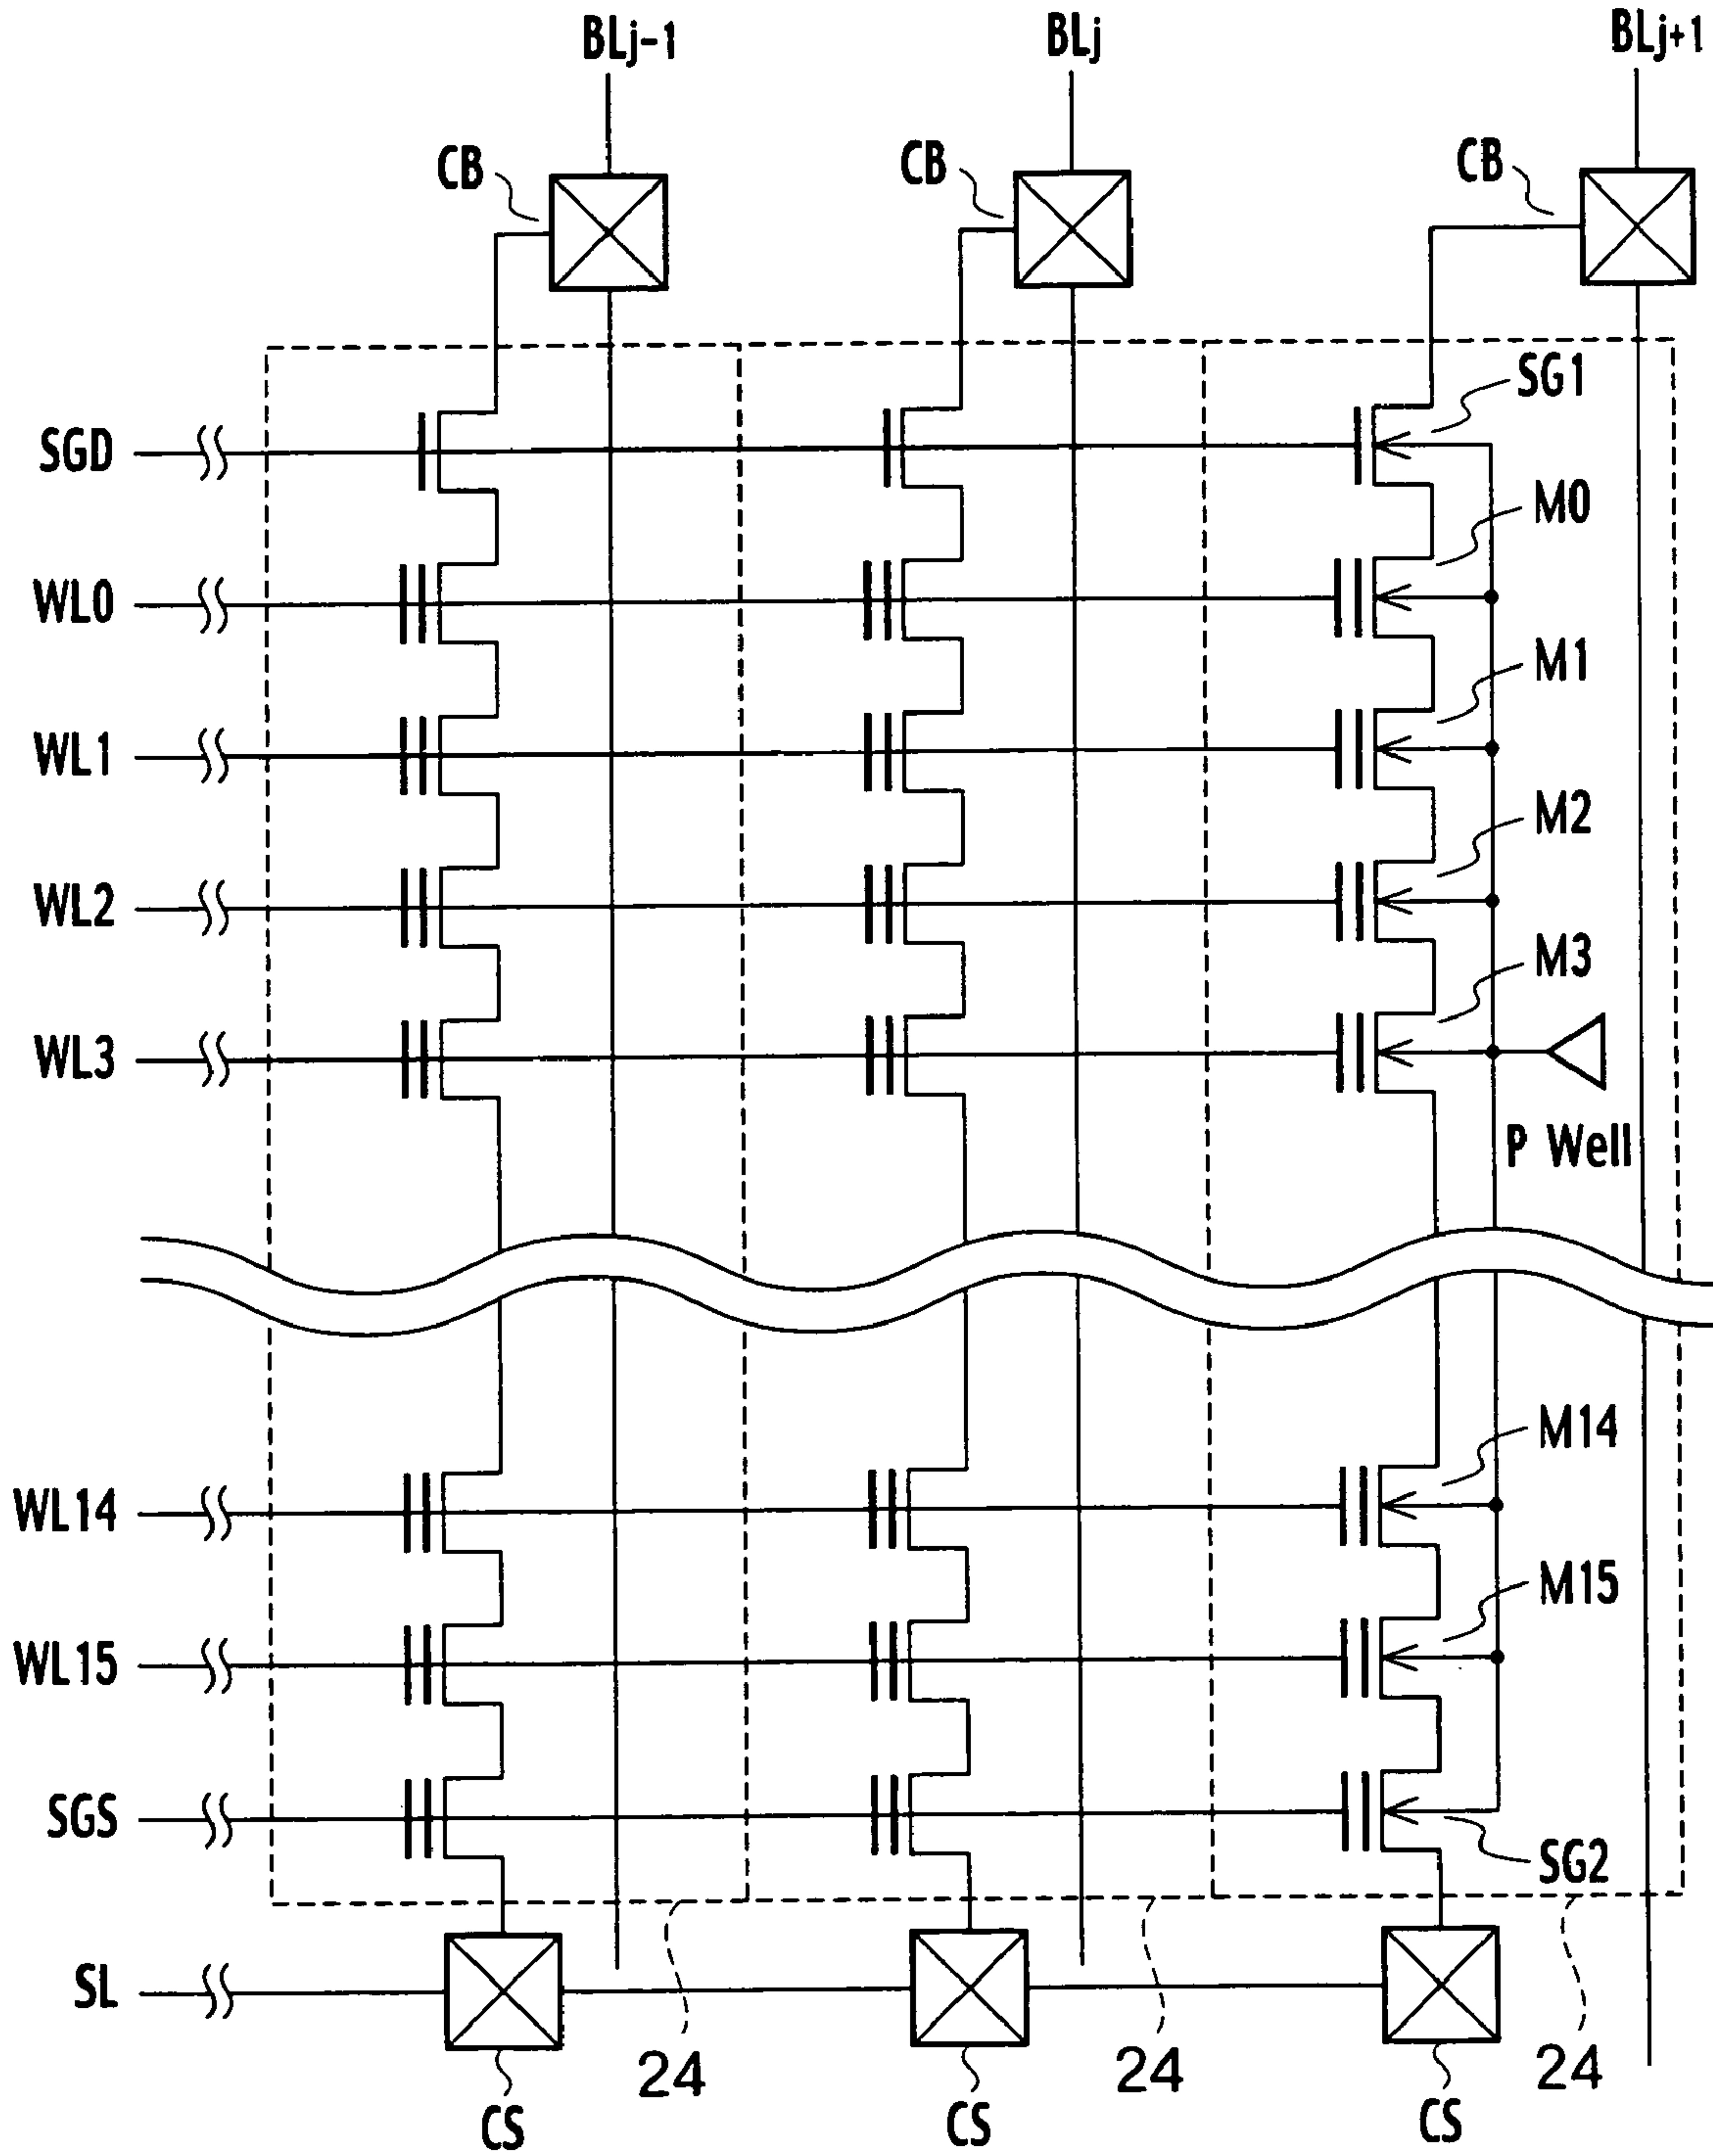 BLj-1
BLj
BLj+1
CB
CB
CB
SG1
SGD
M0
WL0
M1
WL1
M2
WL2
M3
WL3
P Well
M14
WL14
M15
WL15
SGS
SG2
SL
24
24
24
CS
CS
CS